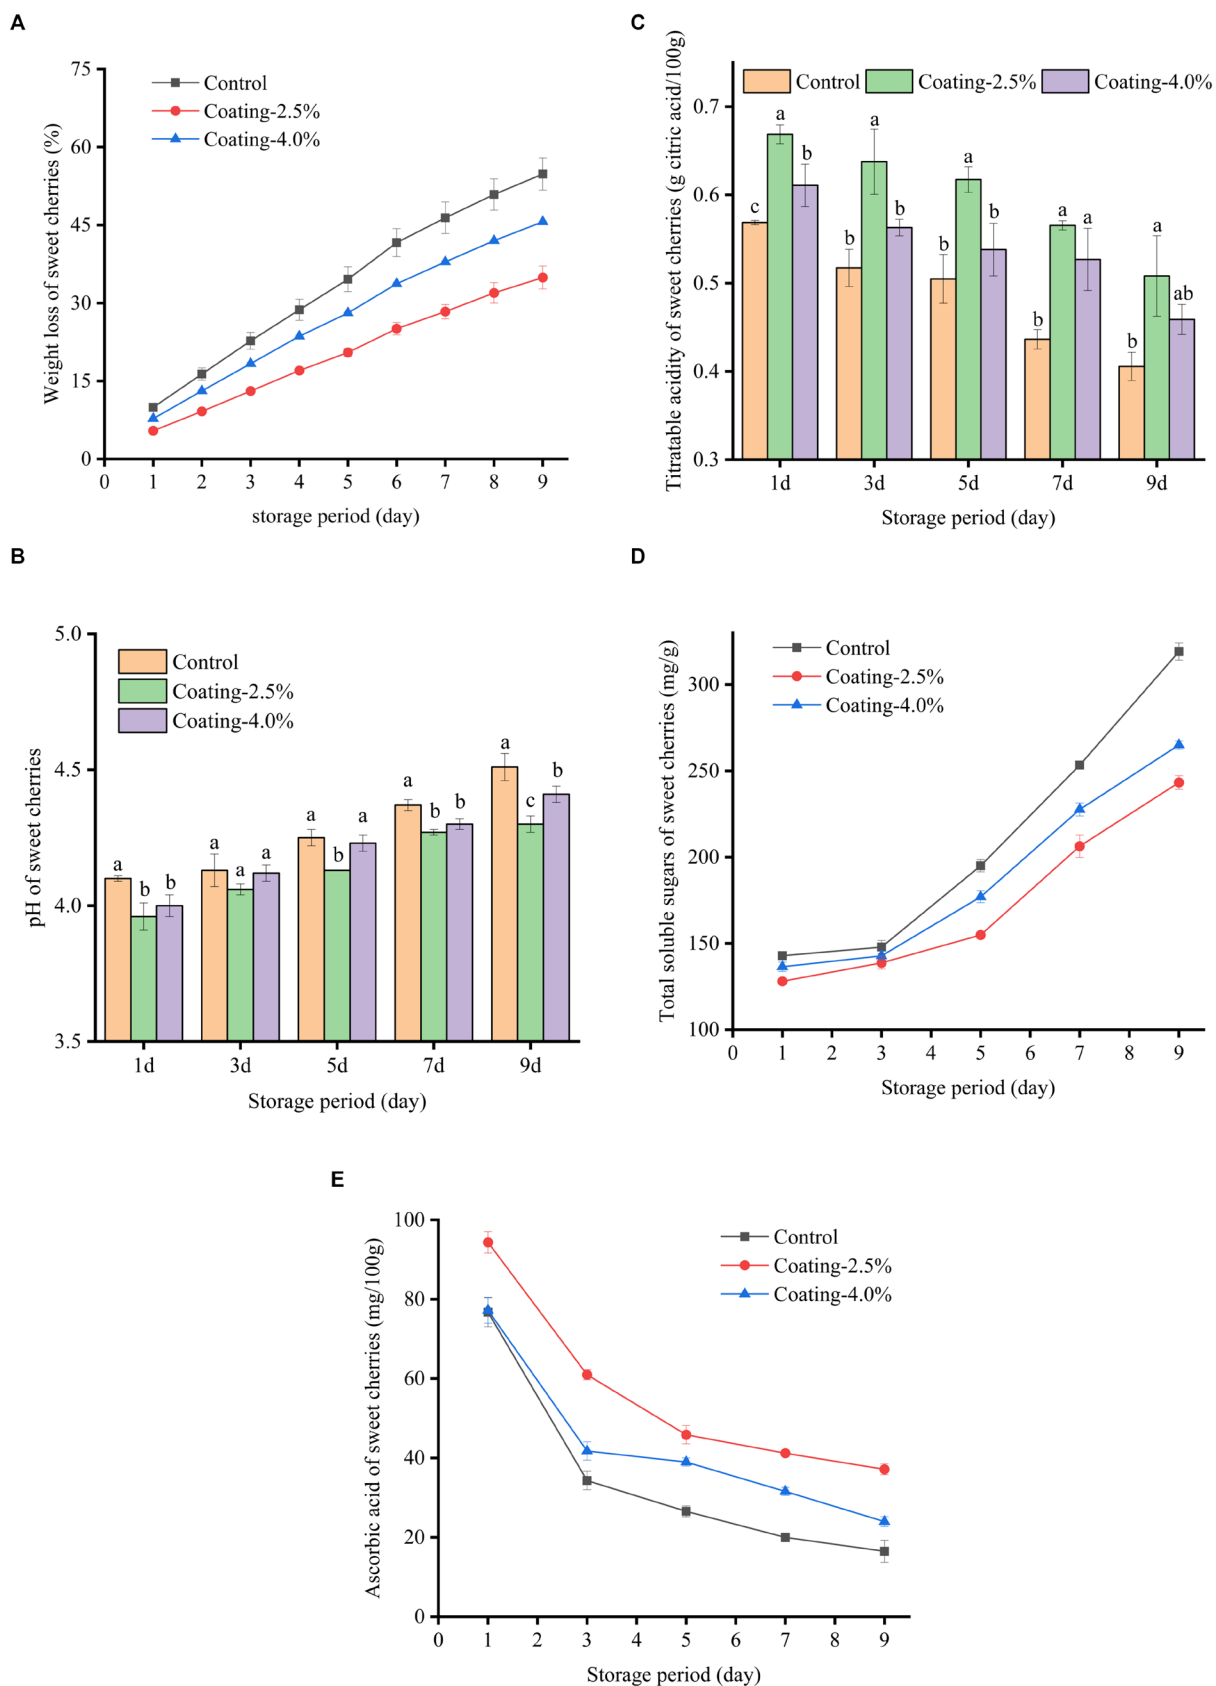 A
75
60
45
30
15
0
Weight loss of sweet cherries (%)
Control
Coating-2.5%
Coating-4.0%
0 1 2 3 4 5 6 7 8 9
storage period (day)
C
0.7
0.6
0.5
0.4
0.3
Titratable acidity of sweet cherries (g citric acid/100g)
Control Coating-2.5% Coating-4.0%
c a b b a b b a b b a a b a ab
1d 3d 5d 7d 9d
Storage period (day)
B
5.0
4.5
4.0
3.5
pH of sweet cherries
Control
Coating-2.5%
Coating-4.0%
a b b a a a a b a a b b a c b
1d 3d 5d 7d 9d
Storage period (day)
D
300
250
200
150
100
Total soluble sugars of sweet cherries (mg/g)
Control
Coating-2.5%
Coating-4.0%
0 1 2 3 4 5 6 7 8 9
Storage period (day)
E
100
80
60
40
20
0
Ascorbic acid of sweet cherries (mg/100g)
Control
Coating-2.5%
Coating-4.0%
0 1 2 3 4 5 6 7 8 9
Storage period (day)